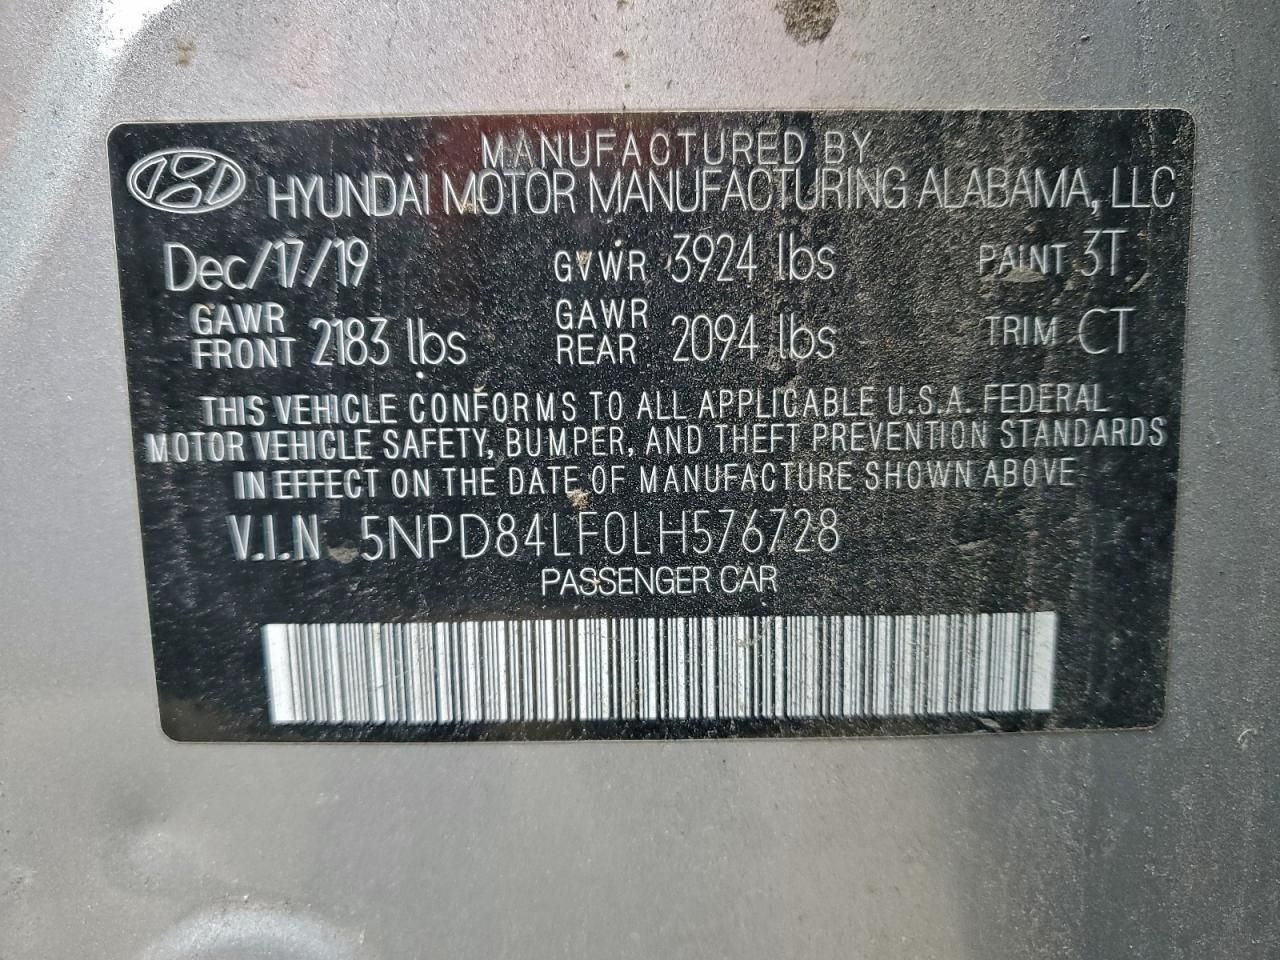 MANUFACTURED BY
HYUNDAI MOTOR MANUFACTURING ALABAMA, LLC
Dec/17/19 GVWR 3924 lbs PAINT 3T
GAWR FRONT 2183 lbs GAWR REAR 2094 lbs TRIM CT
THIS VEHICLE CONFORMS TO ALL APPLICABLE U.S.A. FEDERAL
MOTOR VEHICLE SAFETY, BUMPER, AND THEFT PREVENTION STANDARDS
IN EFFECT ON THE DATE OF MANUFACTURE SHOWN ABOVE.
V.I.N 5NPD84LF0LH576728
PASSENGER CAR